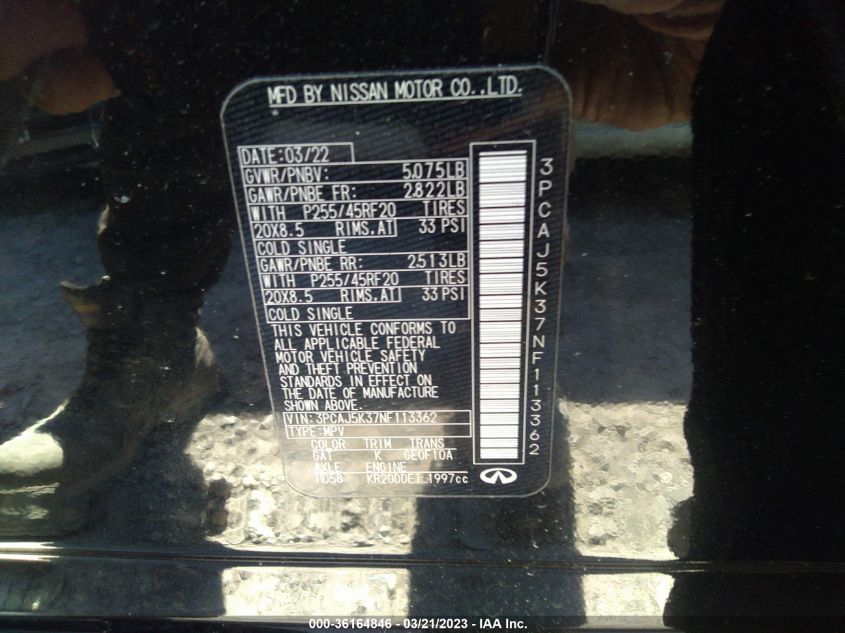 MFD BY NISSAN MOTOR CO.,LTD.
DATE:03/22
GVWR/PNBV: 5.075LB
GAWR/PNBE FR: 2.822LB
WITH P255/45RF20 TIRES
20X8.5 RIMS.AT 33 PSI
COLD SINGLE
GAWR/PNBE RR: 2513LB
WITH P255/45RF20 TIRES
20X8.5 RIMS.AT 33 PSI
COLD SINGLE
THIS VEHICLE CONFORMS TO
ALL APPLICABLE FEDERAL
MOTOR VEHICLE SAFETY
AND THEFT PREVENTION
STANDARDS IN EFFECT ON
THE DATE OF MANUFACTURE
SHOWN ABOVE.
VIN:3PCAJ5K37NF113362
TYPE:MPV
COLOR TRIM TRANS
GAT K GE0F10A
AXLE ENGINE
HD58 KR20DDET 1997cc
3PCAJ5K37NF113362
000-36164846 - 03/21/2023 - IAA Inc.